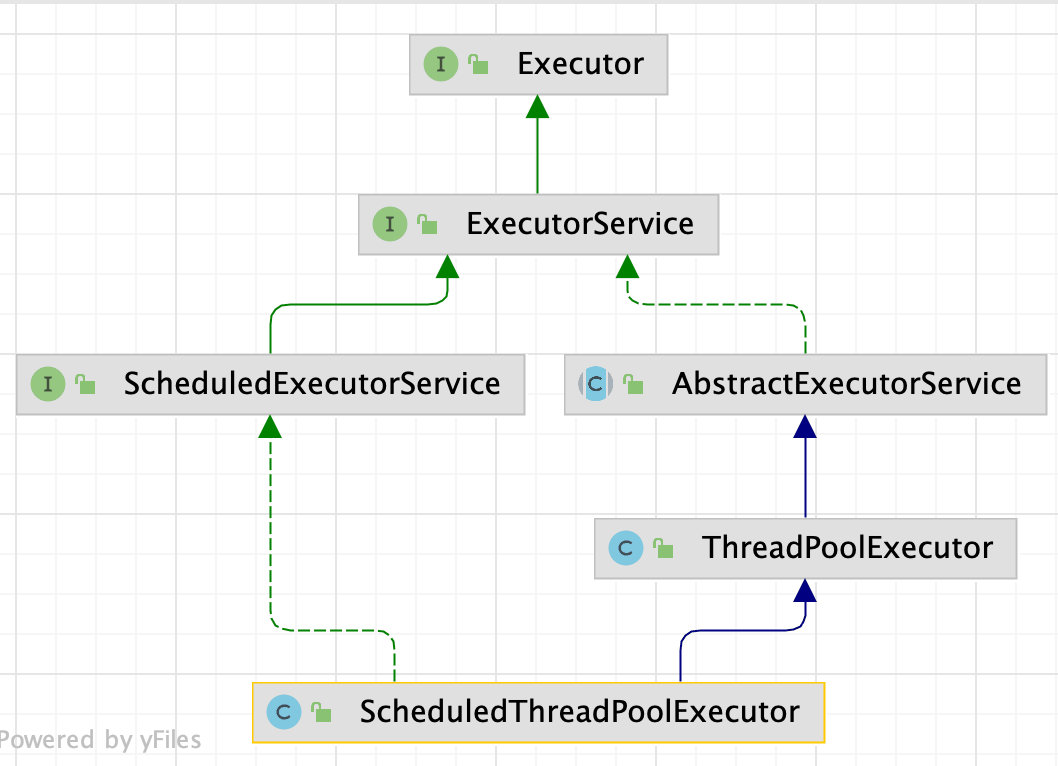 I Executor
I ExecutorService
I ScheduledExecutorService
C AbstractExecutorService
C ThreadPoolExecutor
C ScheduledThreadPoolExecutor
Powered by yFiles